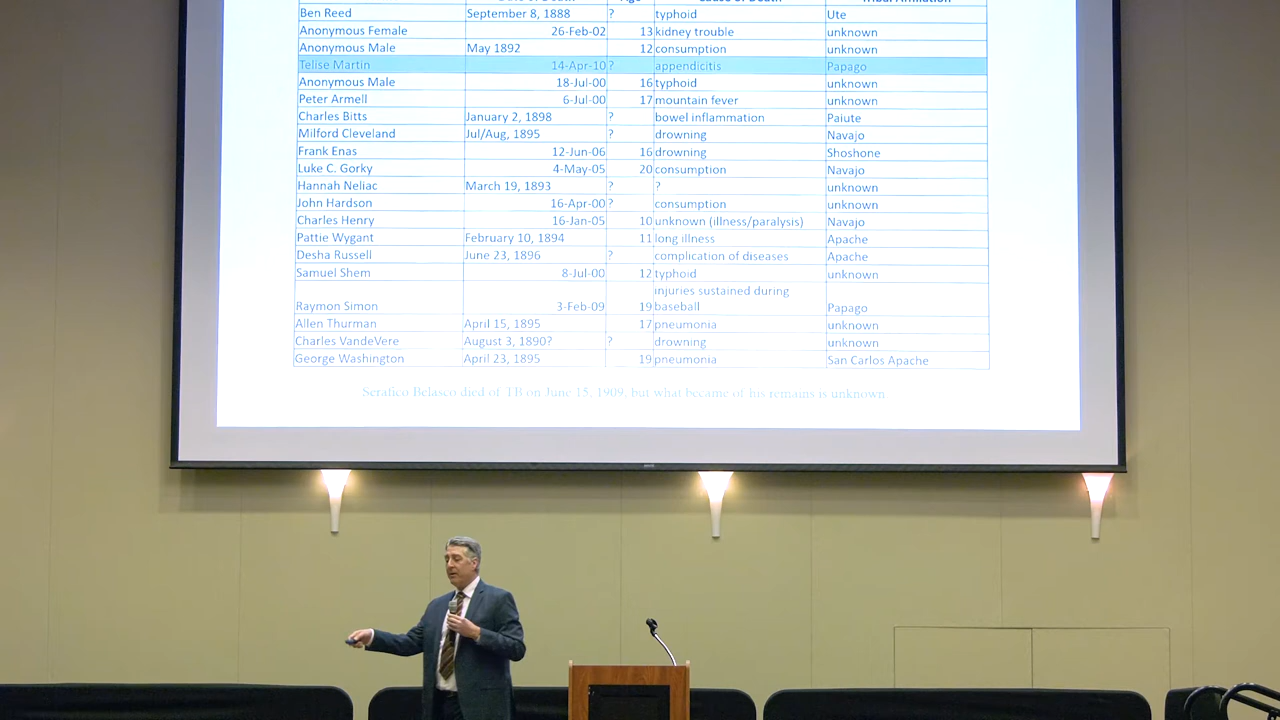 Ben Reed September 8, 1888 ? typhoid Ute
Anonymous Female 26-Feb-02 13 kidney trouble unknown
Anonymous Male May 1892 12 consumption unknown
Telise Martin 14-Apr-10 ? appendicitis Papago
Anonymous Male 18-Jul-00 16 typhoid unknown
Peter Armell 6-Jul-00 17 mountain fever unknown
Charles Bitts January 2, 1898 ? bowel inflammation Paiute
Milford Cleveland Jul/Aug, 1895 ? drowning Navajo
Frank Enas 12-Jun-06 16 drowning Shoshone
Luke C. Gorky 4-May-05 20 consumption Navajo
Hannah Neliac March 19, 1893 ? ? unknown
John Hardson 16-Apr-00 ? consumption unknown
Charles Henry 16-Jan-05 10 unknown (illness/paralysis) Navajo
Pattie Wygant February 10, 1894 11 long illness Apache
Desha Russell June 23, 1896 ? complication of diseases Apache
Samuel Shem 8-Jul-00 12 typhoid unknown
injuries sustained during
Raymon Simon 3-Feb-09 19 baseball Papago
Allen Thurman April 15, 1895 17 pneumonia unknown
Charles VandeVere August 3, 1890? ? drowning unknown
George Washington April 23, 1895 19 pneumonia San Carlos Apache
Serafico Belasco died of TB on June 15, 1909, but what became of his remains is unknown